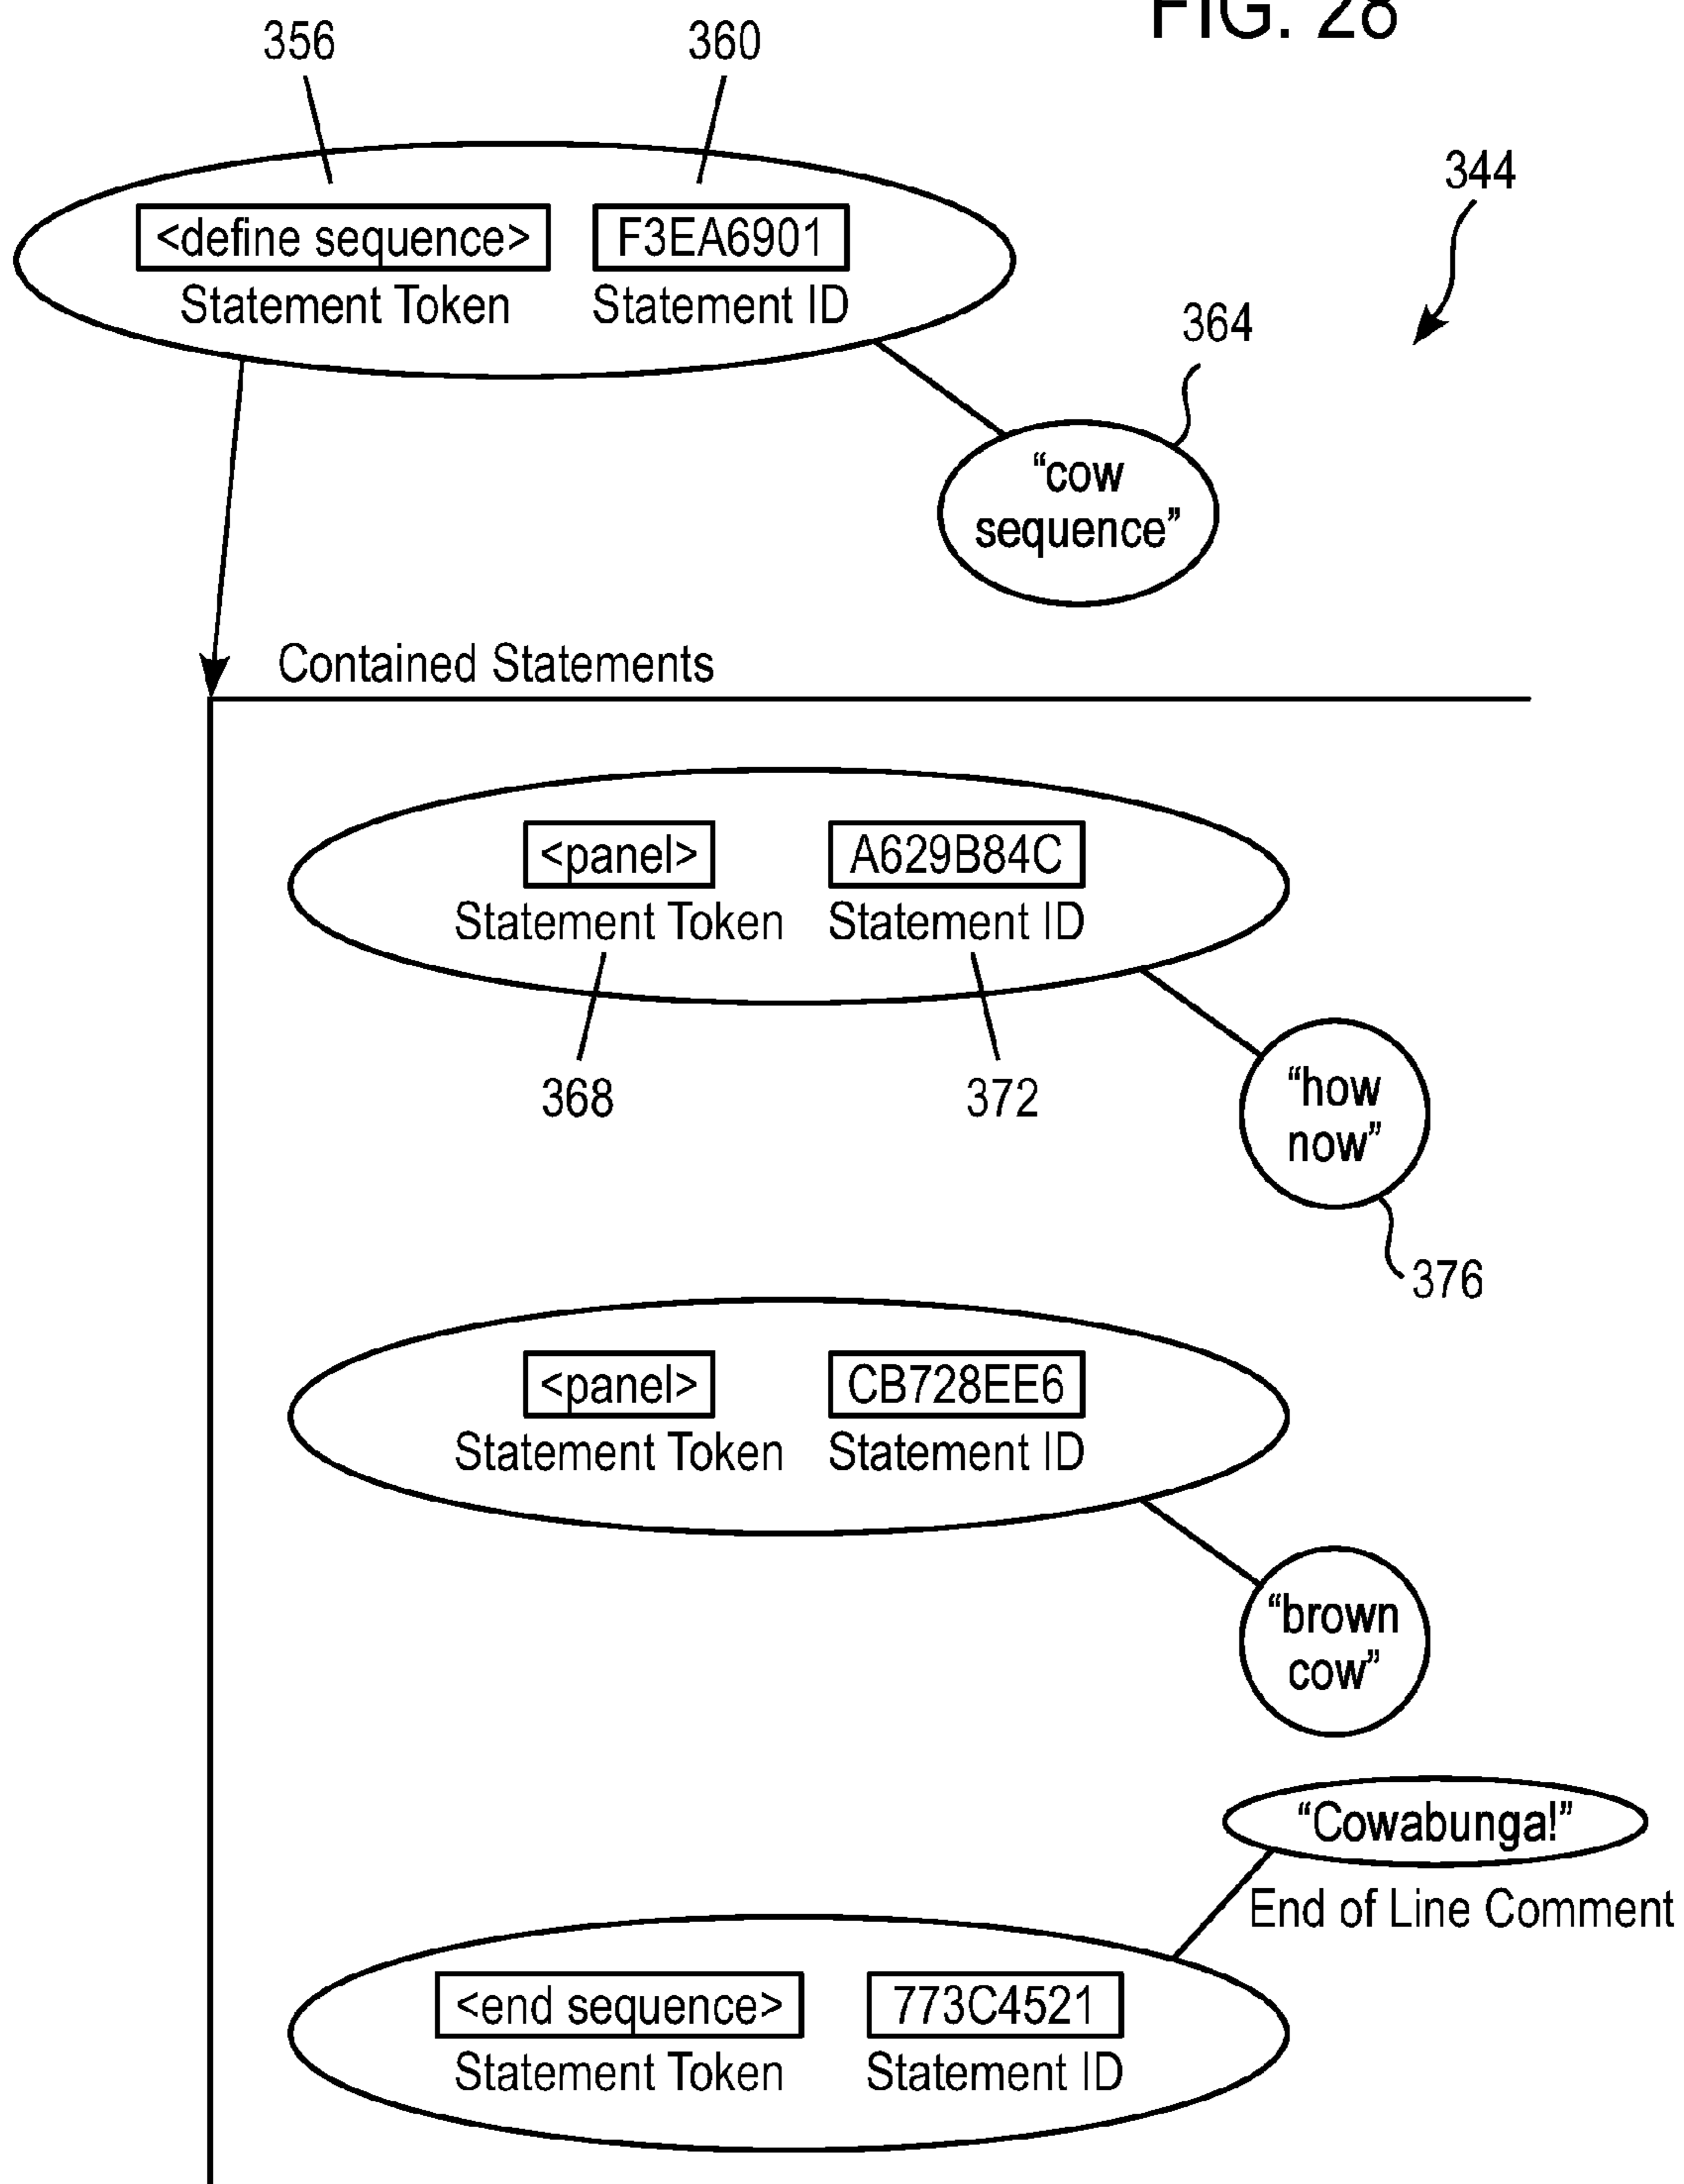 FIG. 28
356
360
344
<define sequence>
F3EA6901
Statement Token
Statement ID
364
“cow
sequence”
Contained Statements
<panel>
A629B84C
Statement Token
Statement ID
368
372
“how
now”
376
<panel>
CB728EE6
Statement Token
Statement ID
“brown
cow”
“Cowabunga!”
End of Line Comment
<end sequence>
773C4521
Statement Token
Statement ID